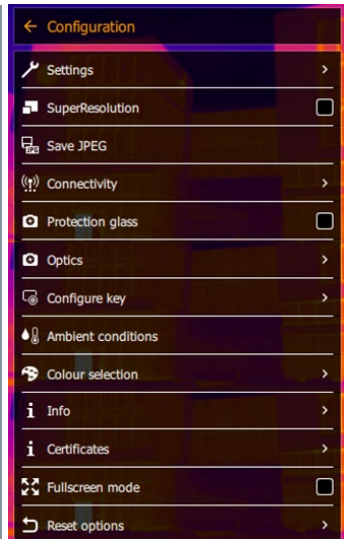 Configuration
Settings
SuperResolution
JPG Save JPEG
Connectivity
Protection glass
Optics
Configure key
Ambient conditions
Colour selection
i Info
i Certificates
Fullscreen mode
Reset options